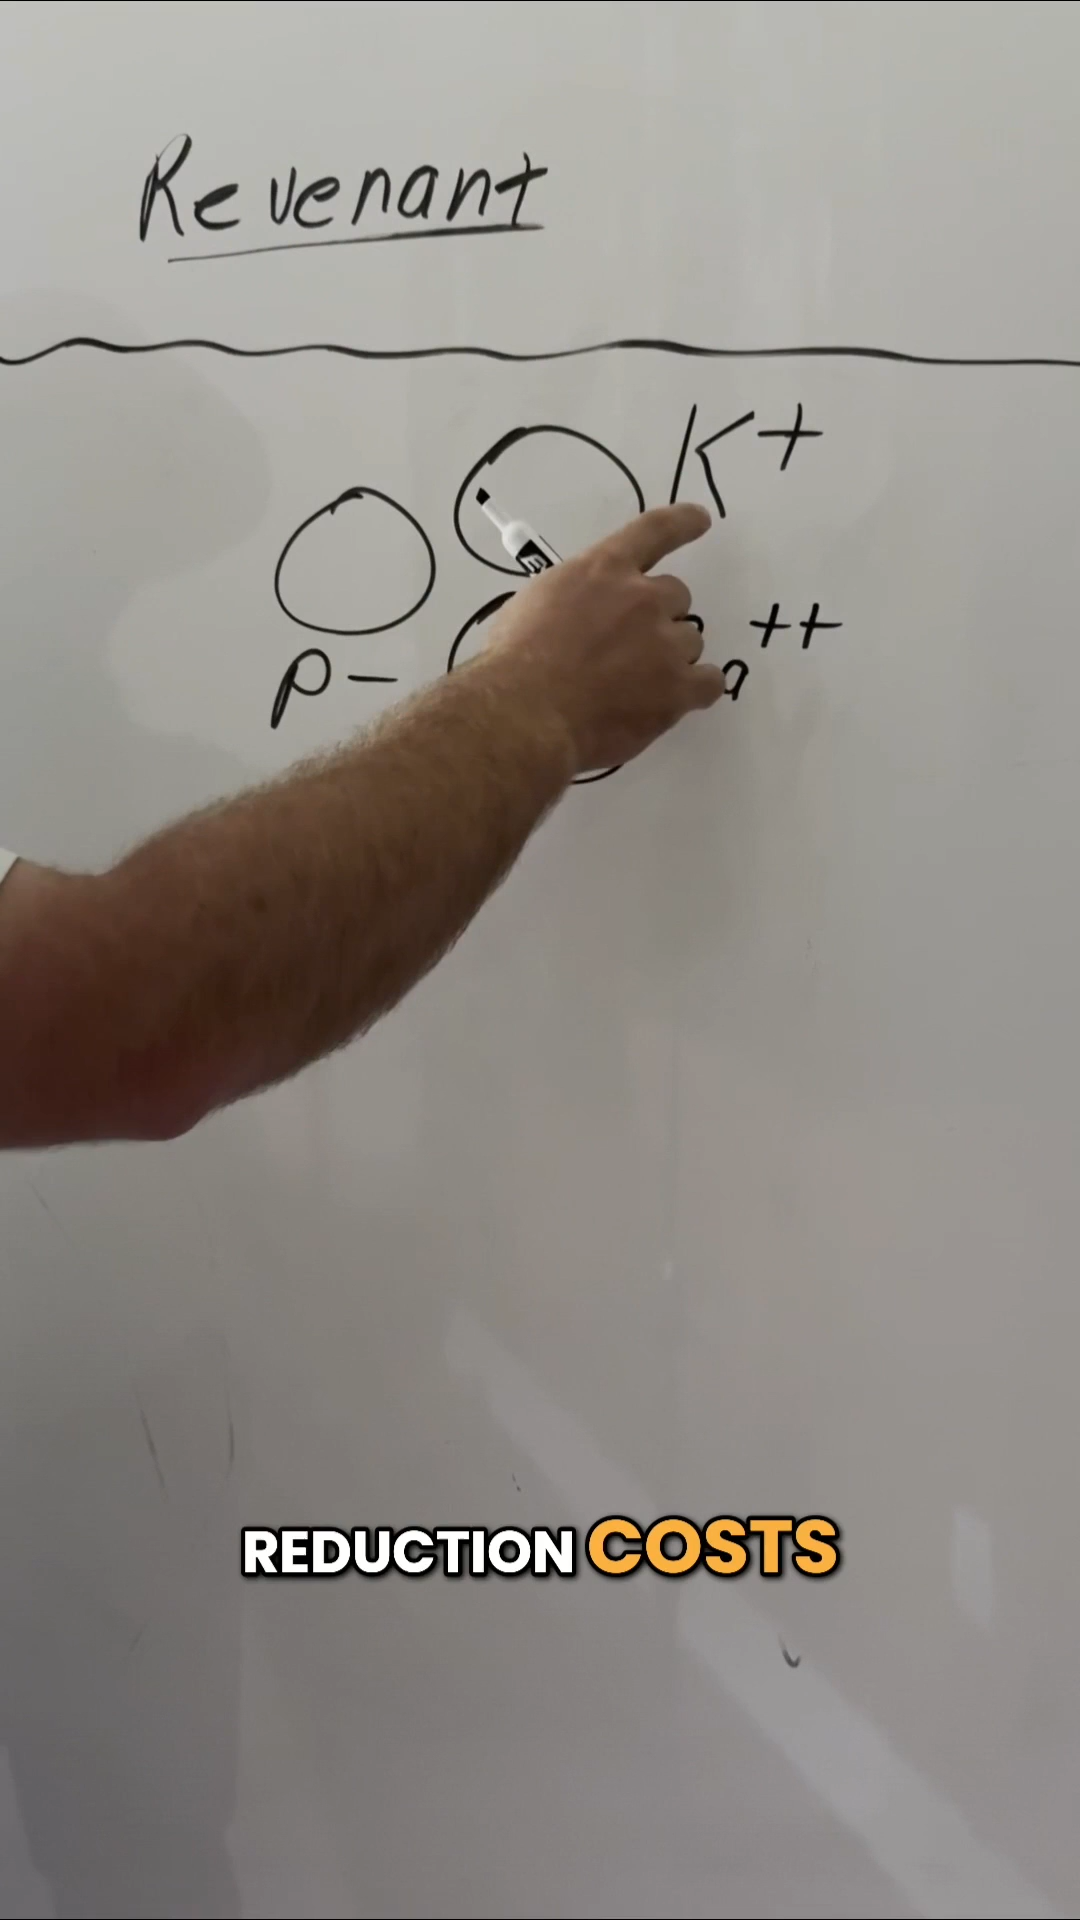 Revenant
K+
++
a
P-
REDUCTION COSTS